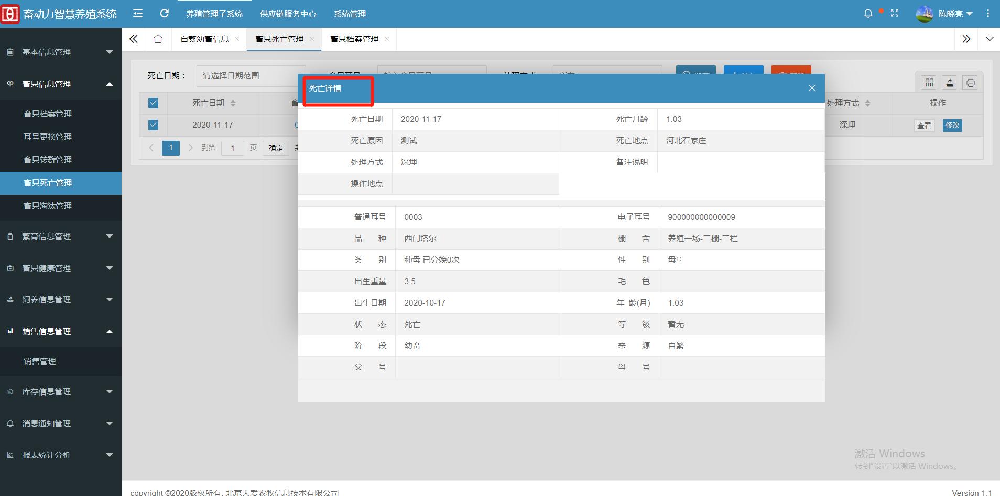 畜动力智慧养殖系统
养殖管理子系统 供应链服务中心 系统管理
陈晓亮
自繁幼畜信息 畜只死亡管理 畜只档案管理
基本信息管理
畜只信息管理
畜只档案管理
耳号更换管理
畜只转群管理
畜只死亡管理
畜只淘汰管理
繁育信息管理
畜只健康管理
饲养信息管理
销售信息管理
销售管理
库存信息管理
消息通知管理
报表统计分析
死亡日期： 请选择日期范围
死亡日期 畜 处理方式 操作
2020-11-17 深埋 查看 修改
1 到第 1 页 确定
死亡详情
死亡日期 2020-11-17 死亡月龄 1.03
死亡原因 测试 死亡地点 河北石家庄
处理方式 深埋 备注说明
操作地点
普通耳号 0003 电子耳号 900000000000009
品 种 西门塔尔 棚 舍 养殖一场-二棚-二栏
类 别 种母 已分娩0次 性 别 母♀
出生重量 3.5 毛 色
出生日期 2020-10-17 年 龄(月) 1.03
状 态 死亡 等 级 暂无
阶 段 幼畜 来 源 自繁
父 号 母 号
激活 Windows
转到"设置"以激活 Windows。
copyright ©2020版权所有: 北京大爱农牧信息技术有限公司
Version 1.1